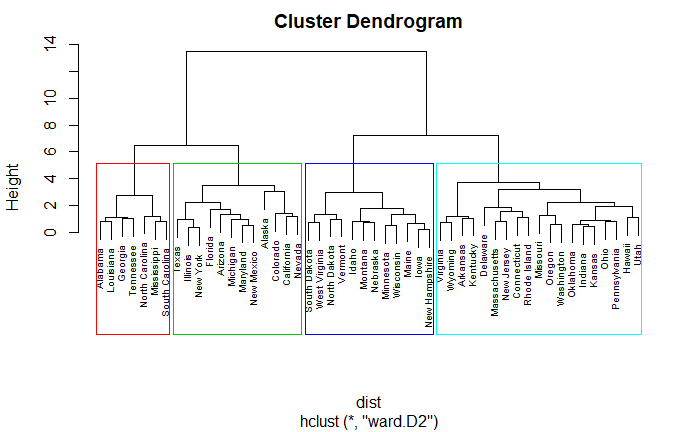 Cluster Dendrogram
Height
14
10
8
6
4
2
0
Alabama
Louisiana
Georgia
Tennessee
North Carolina
Mississippi
South Carolina
Texas
Illinois
New York
Florida
Arizona
Michigan
Maryland
New Mexico
Alaska
Colorado
California
Nevada
South Dakota
West Virginia
North Dakota
Vermont
Idaho
Montana
Nebraska
Minnesota
Wisconsin
Maine
Iowa
New Hampshire
Virginia
Wyoming
Arkansas
Kentucky
Delaware
Massachusetts
New Jersey
Connecticut
Rhode Island
Missouri
Oregon
Washington
Oklahoma
Indiana
Kansas
Ohio
Pennsylvania
Hawaii
Utah
dist
hclust (*, "ward.D2")